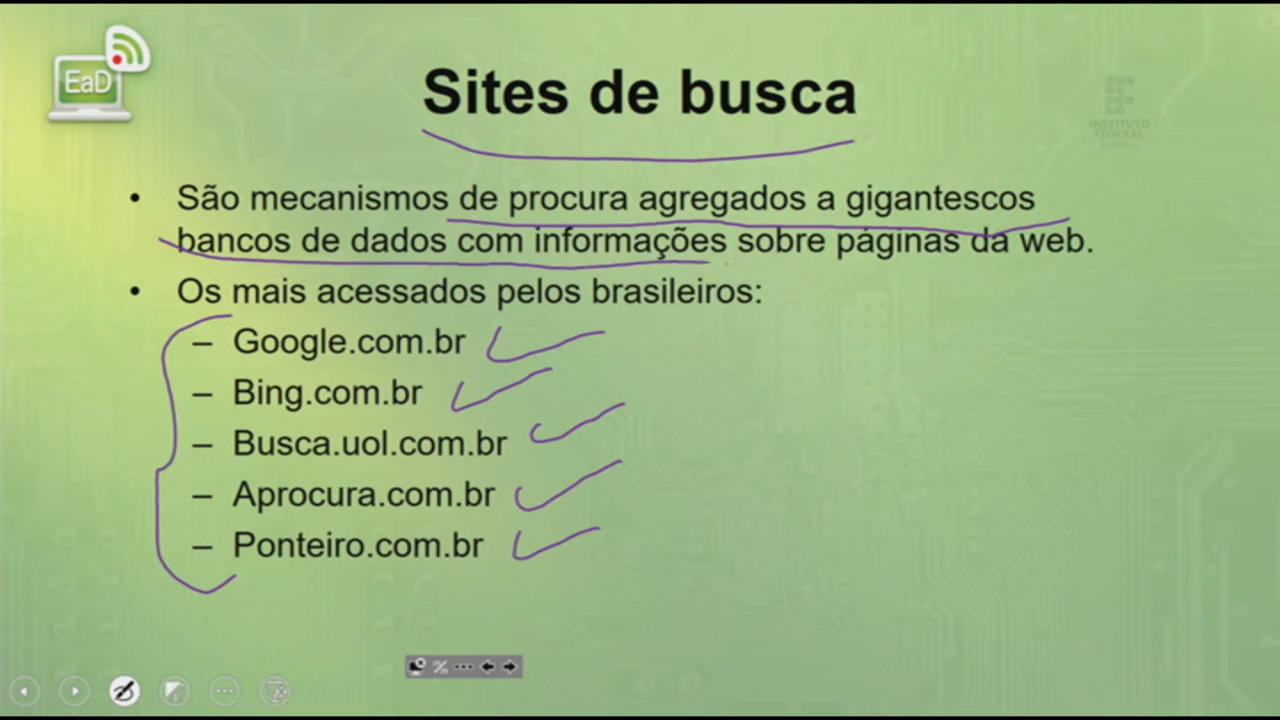 EaD
Sites de busca
INSTITUTO
FEDERAL
• São mecanismos de procura agregados a gigantescos
bancos de dados com informações sobre páginas da web.
• Os mais acessados pelos brasileiros:
– Google.com.br
– Bing.com.br
– Busca.uol.com.br
– Aprocura.com.br
– Ponteiro.com.br